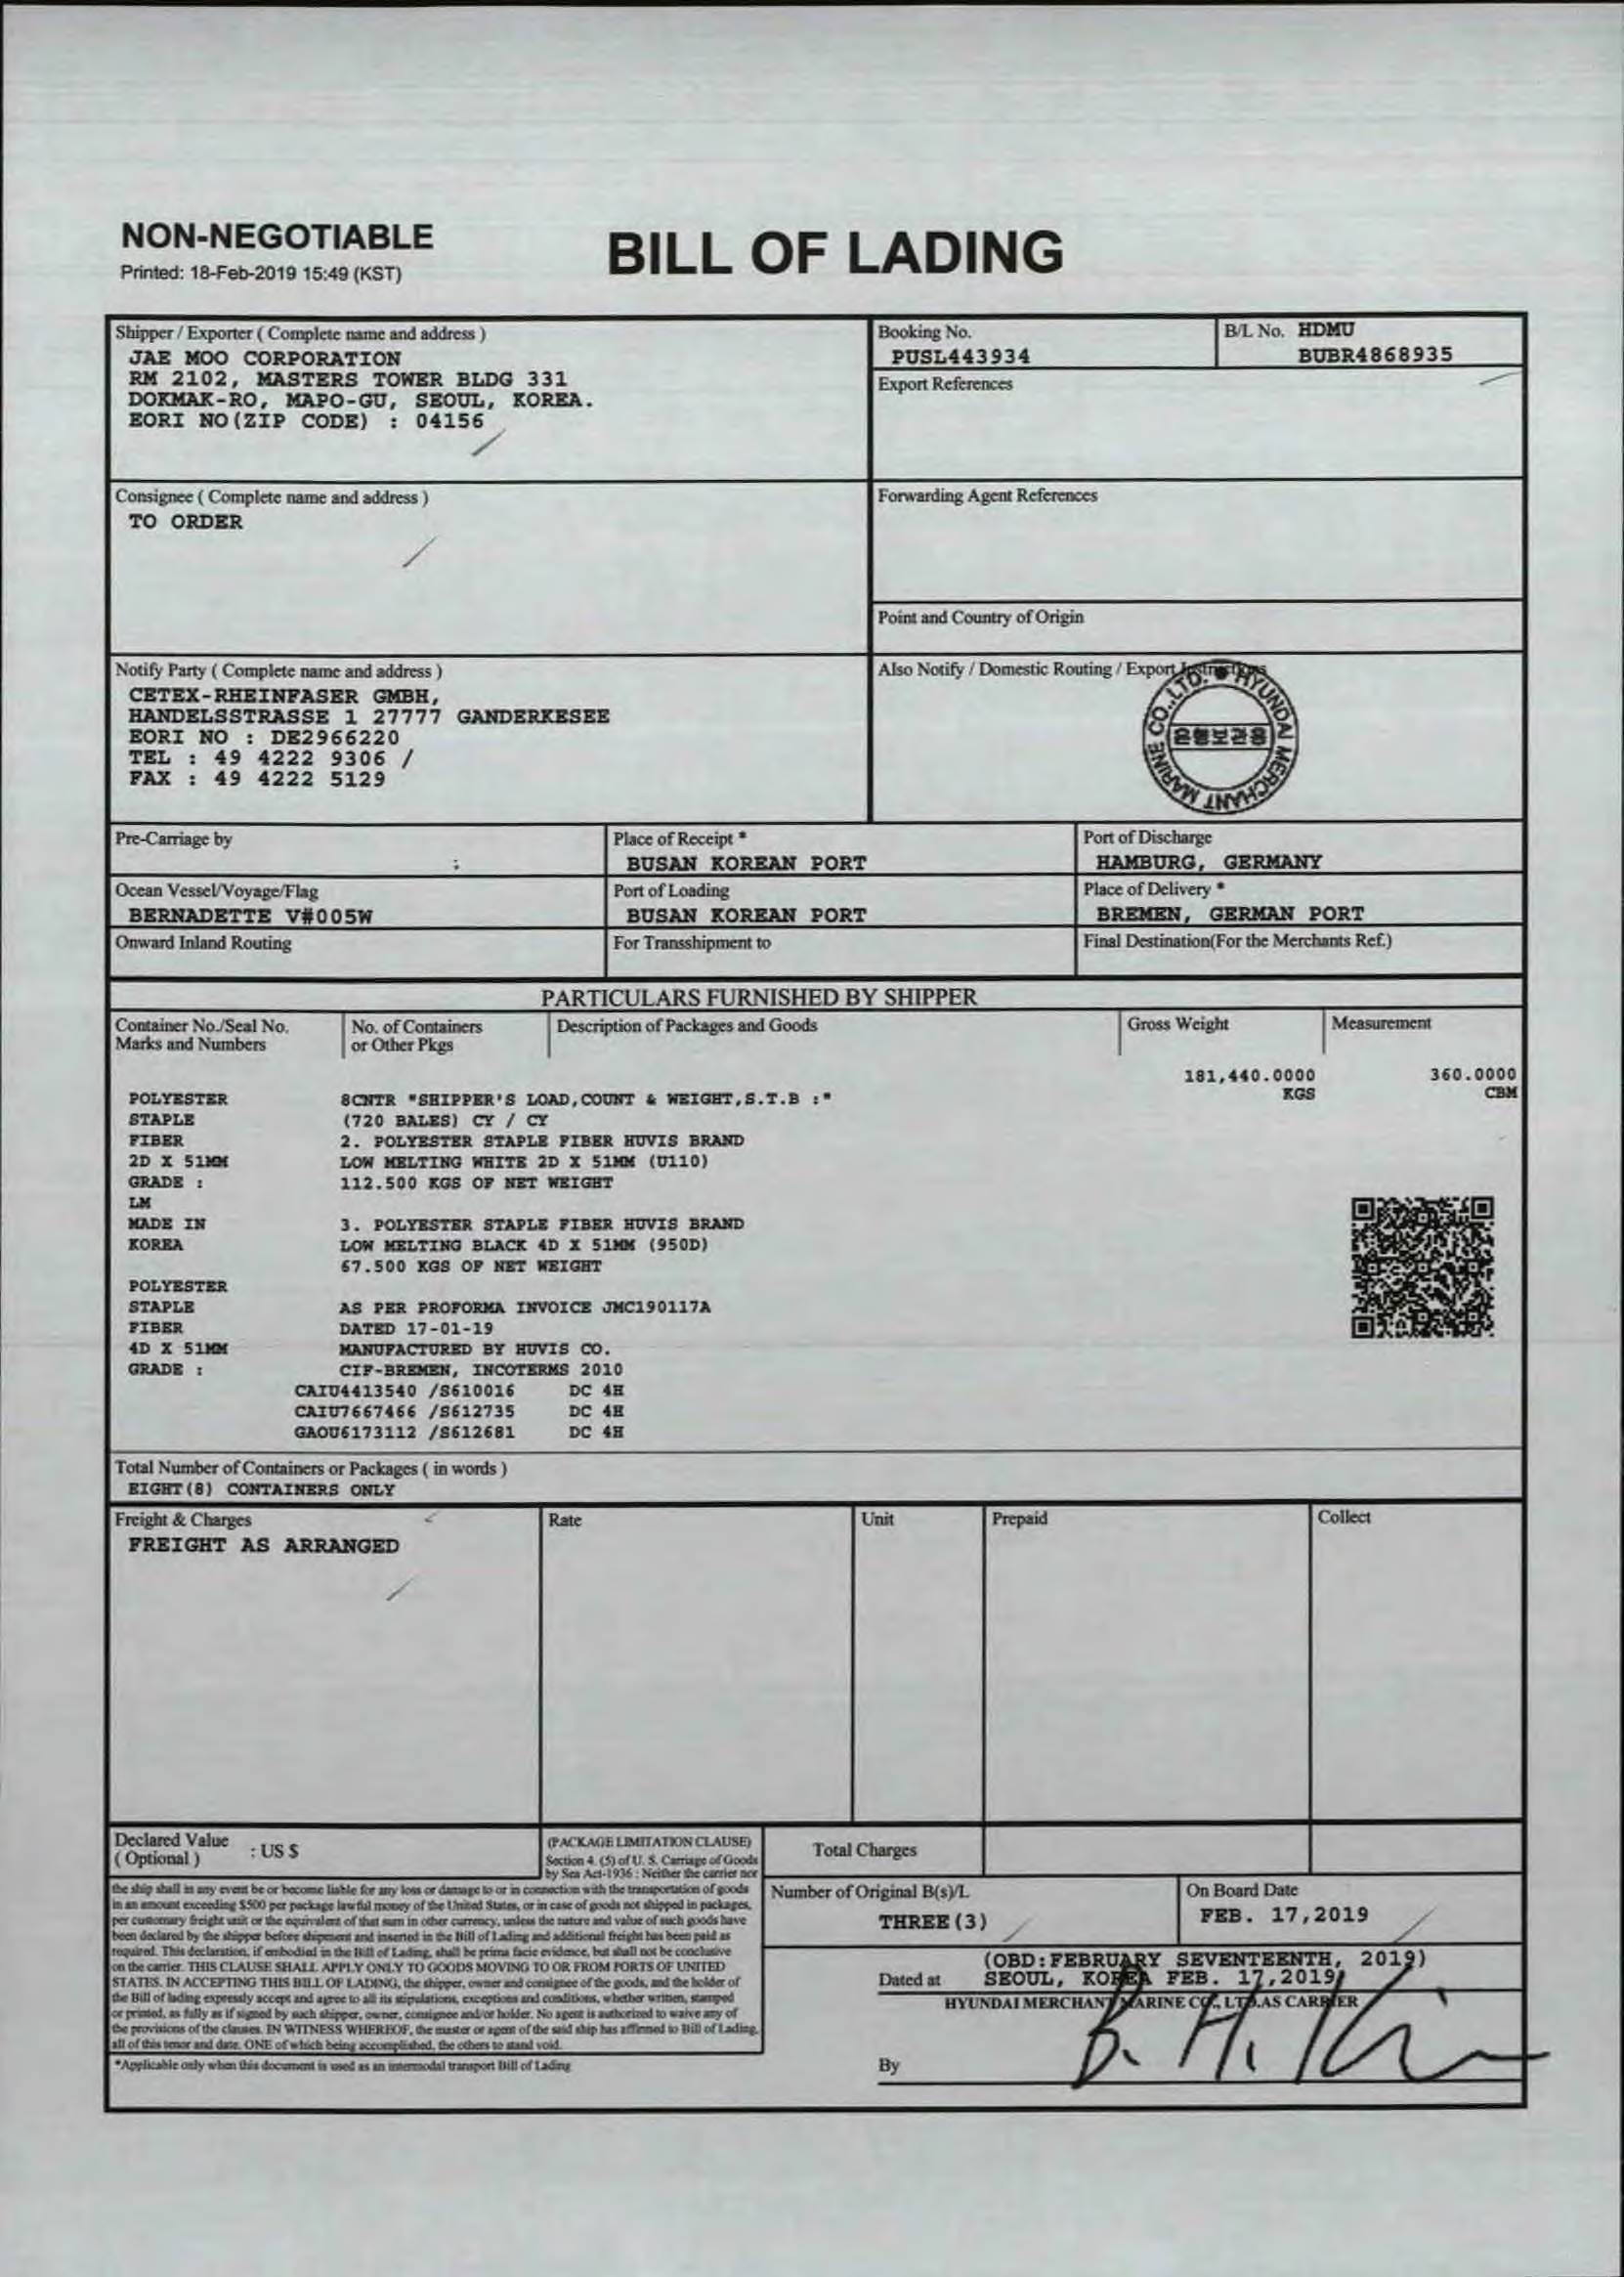 NON-NEGOTIABLE
Printed: 18-Feb-2019 15:49 (KST)
BILL OF LADING
Shipper / Exporter ( Complete name and address )
JAE MOO CORPORATION
RM 2102, MASTERS TOWER BLDG 331
DOKMAK-RO, MAPO-GU, SEOUL, KOREA.
EORI NO(ZIP CODE) : 04156
Booking No.
PUSL443934
B/L No. HDMU
BUBR4868935
Export References
Consignee ( Complete name and address )
TO ORDER
Forwarding Agent References
Point and Country of Origin
Notify Party ( Complete name and address )
CETEX-RHEINFASER GMBH,
HANDELSSTRASSE 1 27777 GANDERKESEE
EORI NO : DE2966220
TEL : 49 4222 9306 /
FAX : 49 4222 5129
Also Notify / Domestic Routing / Export Instructions
HYUNDAI MERCHANT MARINE CO., LTD.
은행보관용
Pre-Carriage by
:
Place of Receipt *
BUSAN KOREAN PORT
Port of Discharge
HAMBURG, GERMANY
Ocean Vessel/Voyage/Flag
BERNADETTE V#005W
Port of Loading
BUSAN KOREAN PORT
Place of Delivery *
BREMEN, GERMAN PORT
Onward Inland Routing
For Transshipment to
Final Destination(For the Merchants Ref.)
PARTICULARS FURNISHED BY SHIPPER
Container No./Seal No.
Marks and Numbers
No. of Containers
or Other Pkgs
Description of Packages and Goods
Gross Weight
Measurement
181,440.0000 360.0000
KGS CBM
POLYESTER 8CNTR "SHIPPER'S LOAD,COUNT & WEIGHT,S.T.B :"
STAPLE (720 BALES) CY / CY
FIBER 2. POLYESTER STAPLE FIBER HUVIS BRAND
2D X 51MM LOW MELTING WHITE 2D X 51MM (U110)
GRADE : 112.500 KGS OF NET WEIGHT
LM
MADE IN 3. POLYESTER STAPLE FIBER HUVIS BRAND
KOREA LOW MELTING BLACK 4D X 51MM (950D)
67.500 KGS OF NET WEIGHT
POLYESTER
STAPLE AS PER PROFORMA INVOICE JMC190117A
FIBER DATED 17-01-19
4D X 51MM MANUFACTURED BY HUVIS CO.
GRADE : CIF-BREMEN, INCOTERMS 2010
CAIU4413540 /S610016 DC 4H
CAIU7667466 /S612735 DC 4H
GAOU6173112 /S612681 DC 4H
Total Number of Containers or Packages ( in words )
EIGHT(8) CONTAINERS ONLY
Freight & Charges
FREIGHT AS ARRANGED
Rate
Unit
Prepaid
Collect
Declared Value
( Optional ) : US $
(PACKAGE LIMITATION CLAUSE)
Section 4. (5) of U. S. Carriage of Goods
by Sea Act-1936 : Neither the carrier nor
the ship shall in any event be or become liable for any loss or damage to or in connection with the transportation of goods
in an amount exceeding $500 per package lawful money of the United States, or in case of goods not shipped in packages,
per customary freight unit or the equivalent of that sum in other currency, unless the nature and value of such goods have
been declared by the shipper before shipment and inserted in the Bill of Lading and additional freight has been paid as
required. This declaration, if embodied in the Bill of Lading, shall be prima facie evidence, but shall not be conclusive
on the carrier. THIS CLAUSE SHALL APPLY ONLY TO GOODS MOVING TO OR FROM PORTS OF UNITED
STATES. IN ACCEPTING THIS BILL OF LADING, the shipper, owner and consignee of the goods, and the holder of
the Bill of lading expressly accept and agree to all its stipulations, exceptions and conditions, whether written, stamped
or printed, as fully as if signed by such shipper, owner, consignee and/or holder. No agent is authorized to waive any of
the provisions of the clauses. IN WITNESS WHEREOF, the master or agent of the said ship has affirmed to Bill of Lading,
all of this tenor and date, ONE of which being accomplished, the others to stand void.
*Applicable only when this document is used as an intermodal transport Bill of Lading
Total Charges
Number of Original B(s)/L
THREE(3)
On Board Date
FEB. 17,2019
(OBD:FEBRUARY SEVENTEENTH, 2019)
Dated at SEOUL, KOREA FEB. 17,2019
HYUNDAI MERCHANT MARINE CO., LTD.AS CARRIER
By B. H. Kim